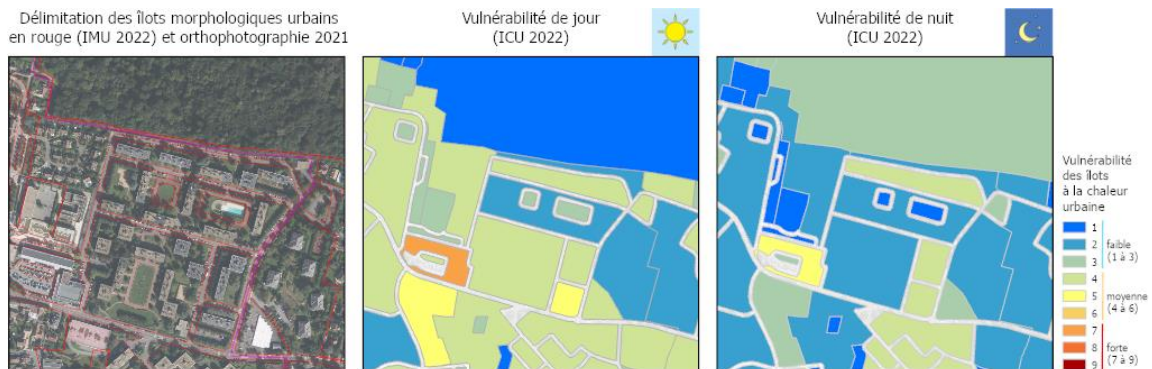 Délimitation des îlots morphologiques urbains
en rouge (IMU 2022) et orthophotographie 2021
Vulnérabilité de jour
(ICU 2022)
Vulnérabilité de nuit
(ICU 2022)
Vulnérabilité
des îlots
à la chaleur
urbaine
1
2 faible
3 (1 à 3)
4
5 moyenne
6 (4 à 6)
7
8 forte
9 (7 à 9)